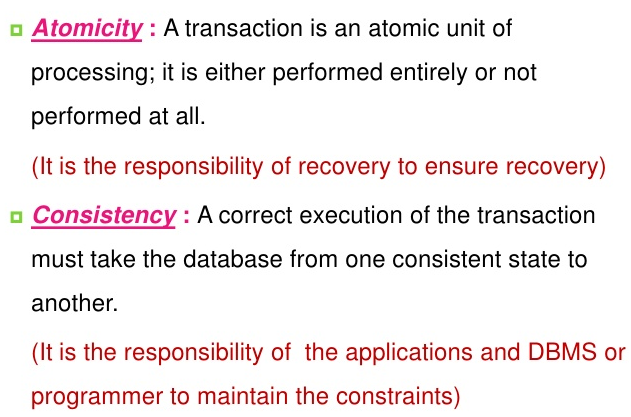 Atomicity : A transaction is an atomic unit of
processing; it is either performed entirely or not
performed at all.
(It is the responsibility of recovery to ensure recovery)
Consistency : A correct execution of the transaction
must take the database from one consistent state to
another.
(It is the responsibility of  the applications and DBMS or
programmer to maintain the constraints)